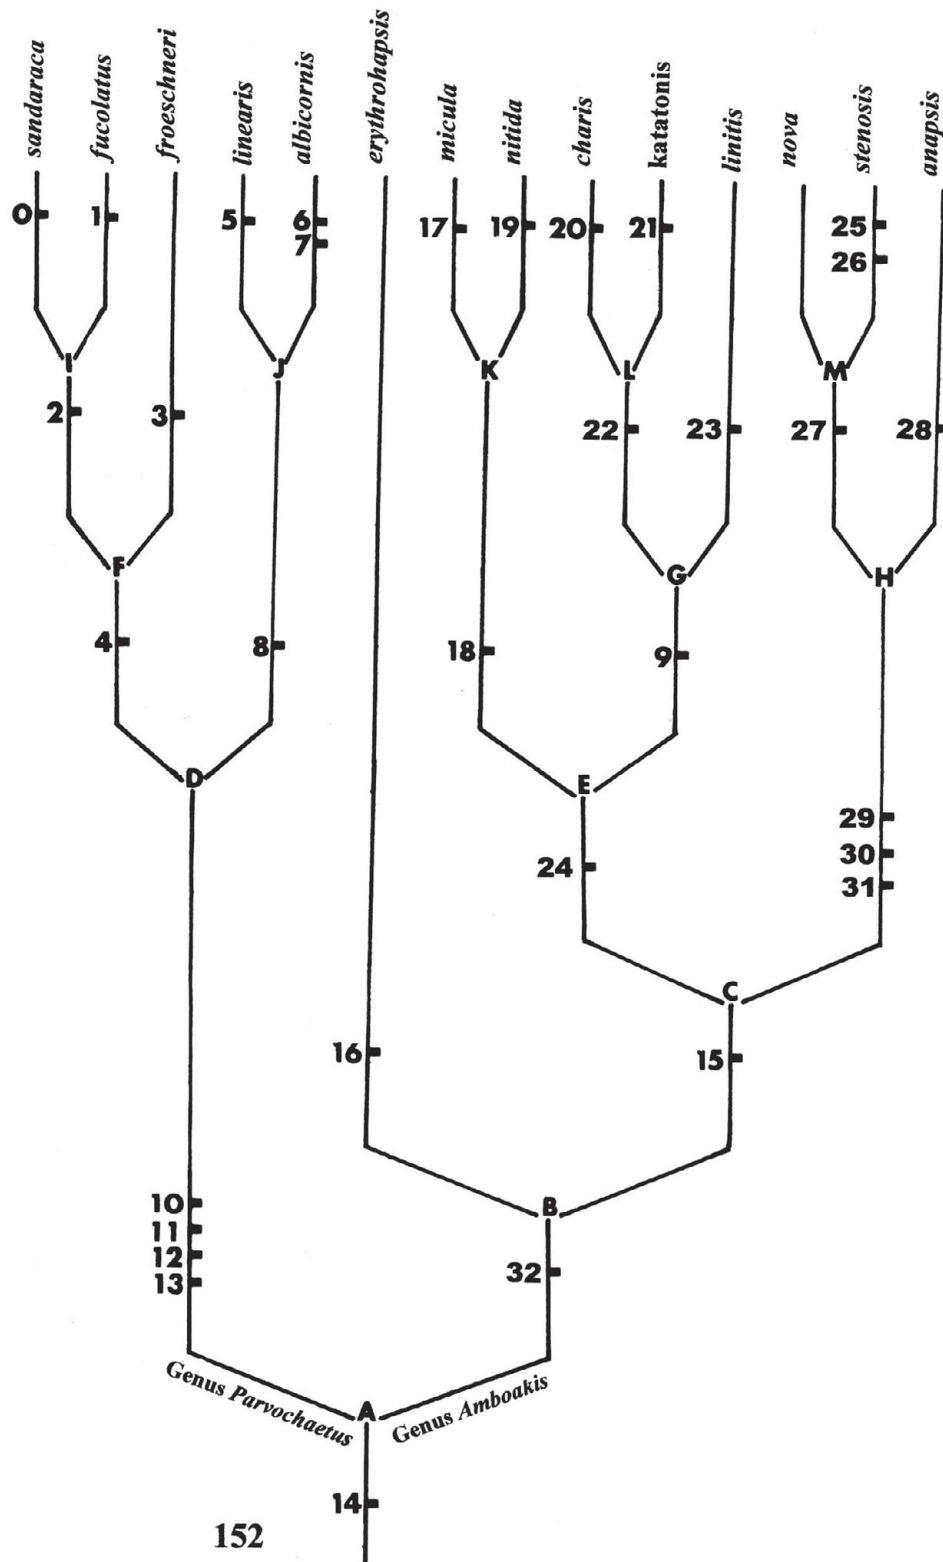 sandaraca fucolatus froeschneri linearis albicornis erythrohapsis micula nitida charis katatonis linitis nova stenosis anapsis
0 1 5 6 17 19 20 21 25
7 26
I J K L M
2 3 22 23 27 28
F G H
4 8 18 9
D E
29
24 30
31
C
16 15
10 B
11
12 32
13
Genus Parvochaetus A Genus Amboakis
14
152